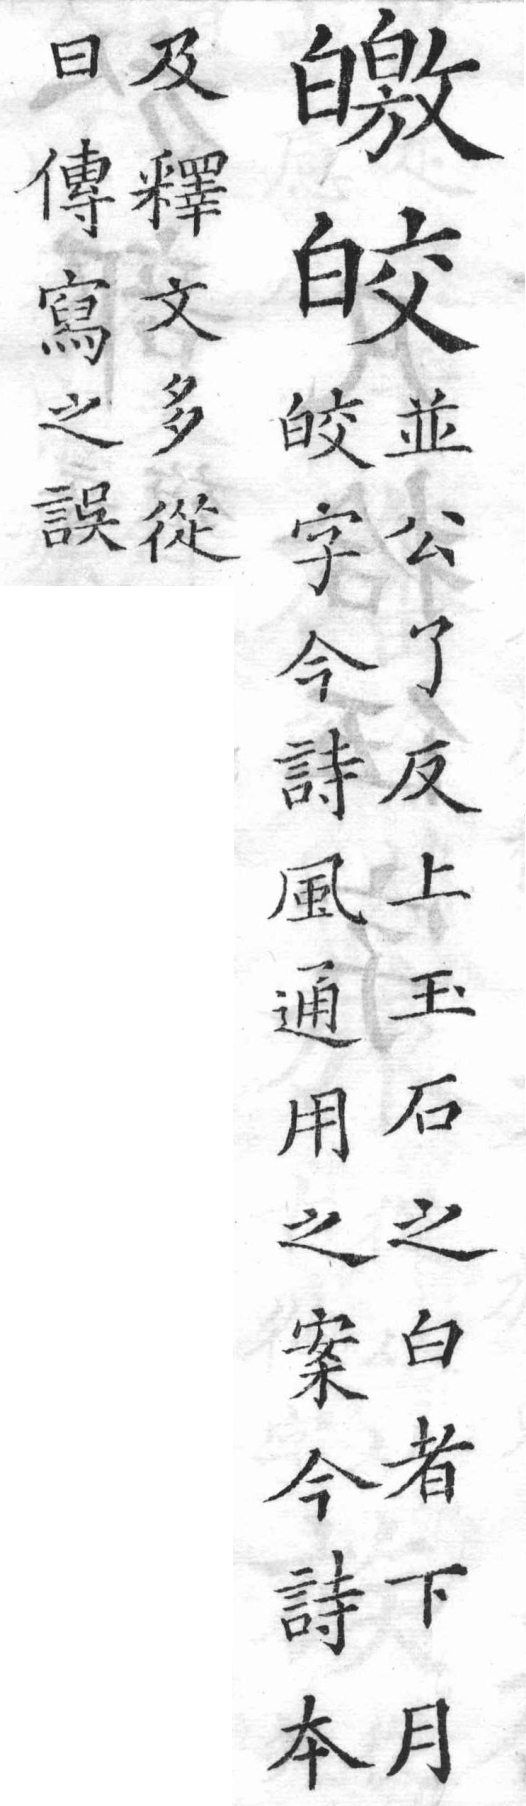 皦皎
並公了反上玉石之白者下月
皎字今詩風通用之案今詩本
及釋文多從
日傳寫之誤